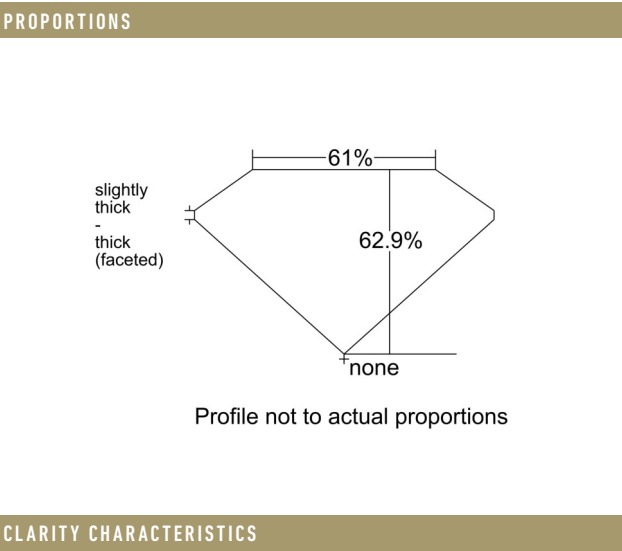 PROPORTIONS
61%
slightly
thick
-
thick
(faceted)
62.9%
none
Profile not to actual proportions
CLARITY CHARACTERISTICS